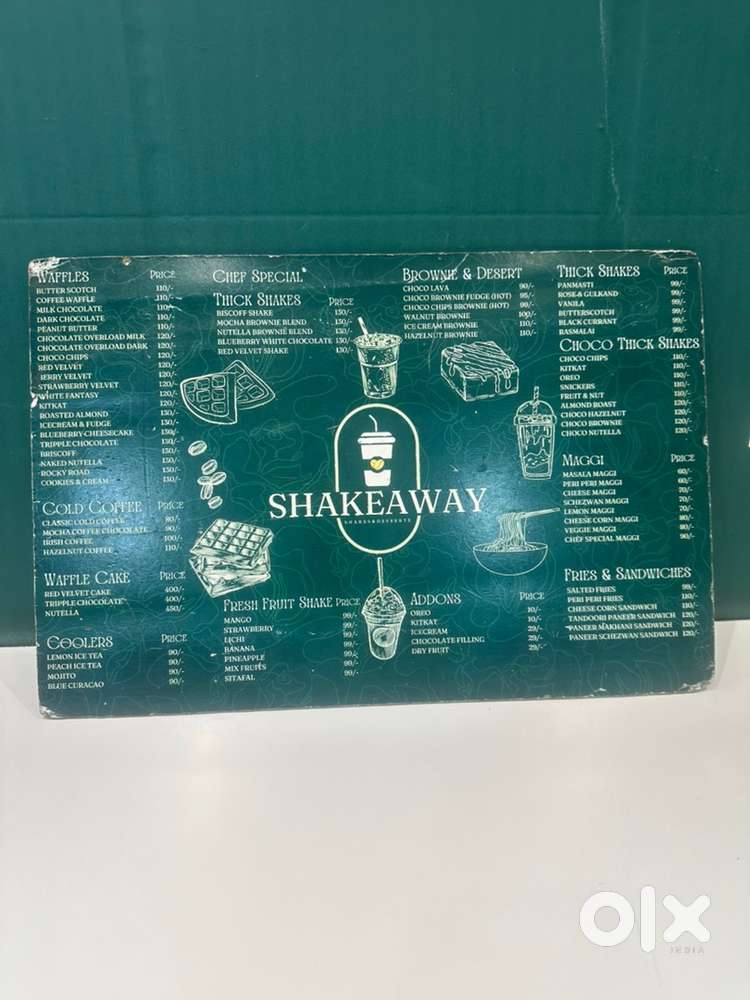 WAFFLES PRICE
BUTTER SCOTCH 110/-
COFFEE WAFFLE 110/-
MILK CHOCOLATE 110/-
DARK CHOCOLATE 110/-
PEANUT BUTTER 110/-
CHOCOLATE OVERLOAD MILK 120/-
CHOCOLATE OVERLOAD DARK 120/-
CHOCO CHIPS 120/-
RED VELVET 120/-
BERRY VELVET 120/-
STRAWBERRY VELVET 120/-
WHITE FANTASY 120/-
KITKAT 120/-
ROASTED ALMOND 130/-
ICECREAM & FUDGE 130/-
BLUEBERRY CHEESECAKE 130/-
TRIPPLE CHOCOLATE 130/-
BRISCOFF 150/-
NAKED NUTELLA 150/-
ROCKY ROAD 150/-
COOKIES & CREAM 150/-
COLD COFFEE PRICE
CLASSIC COLD COFFEE 80/-
MOCHA COFFEE CHOCOLATE 90/-
IRISH COFFEE 100/-
HAZELNUT COFFEE 110/
WAFFLE CAKE PRICE
RED VELVET CAKE 400/-
TRIPPLE CHOCOLATE 400/-
NUTELLA 450/-
COOLERS PRICE
LEMON ICE TEA 90/-
PEACH ICE TEA 90/-
MOJITO 90/-
BLUE CURACAO 90/-
CHEF SPECIAL
THICK SHAKES PRICE
BISCOFF SHAKE 130/-
MOCHA BROWNIE BLEND 130/-
NUTELLA BROWNIE BLEND 130/-
BLUEBERRY WHITE CHOCOLATE 130/-
RED VELVET SHAKE 130/-
SHAKEAWAY
SHAKES & DESSERTS
FRESH FRUIT SHAKE PRICE
MANGO 99/-
STRAWBERRY 99/-
LICHI 99/-
BANANA 99/-
PINEAPPLE 99/-
MIX FRUITS 99/-
SITAFAL 90/-
BROWNIE & DESERT PRICE
CHOCO LAVA 90/-
CHOCO BROWNIE FUDGE (HOT) 95/-
CHOCO CHIPS BROWNIE (HOT) 99/-
WALNUT BROWNIE 100/-
ICE CREAM BROWNIE 110/-
HAZELNUT BROWNIE 110/-
ADDONS PRICE
OREO 10/-
KITKAT 10/-
ICECREAM 29/-
CHOCOLATE FILLING 29/-
DRY FRUIT 29/-
THICK SHAKES PRICE
PANMASTI 99/-
ROSE & GULKAND 99/-
VANILA 99/-
BUTTERSCOTCH 99/-
BLACK CURRANT 99/-
RASMALAI 99/-
CHOCO THICK SHAKES
CHOCO CHIPS 110/-
KITKAT 110/-
OREO 110/-
SNICKERS 110/-
FRUIT & NUT 110/-
ALMOND ROAST 120/-
CHOCO HAZELNUT 120/-
CHOCO BROWNIE 120/-
CHOCO NUTELLA 120/-
MAGGI PRICE
MASALA MAGGI 60/-
PERI PERI MAGGI 60/-
CHEESE MAGGI 70/-
SCHEZWAN MAGGI 70/-
LEMON MAGGI 70/-
CHEESE CORN MAGGI 80/-
VEGGIE MAGGI 80/-
CHEF SPECIAL MAGGI 90/-
FRIES & SANDWICHES PRICE
SALTED FRIES 99/-
PERI PERI FRIES 110/-
CHEESE CORN SANDWICH 110/-
TANDOORI PANEER SANDWICH 120/-
PANEER MAKHANI SANDWICH 120/-
PANEER SCHEZWAN SANDWICH 120/-
olx
INDIA